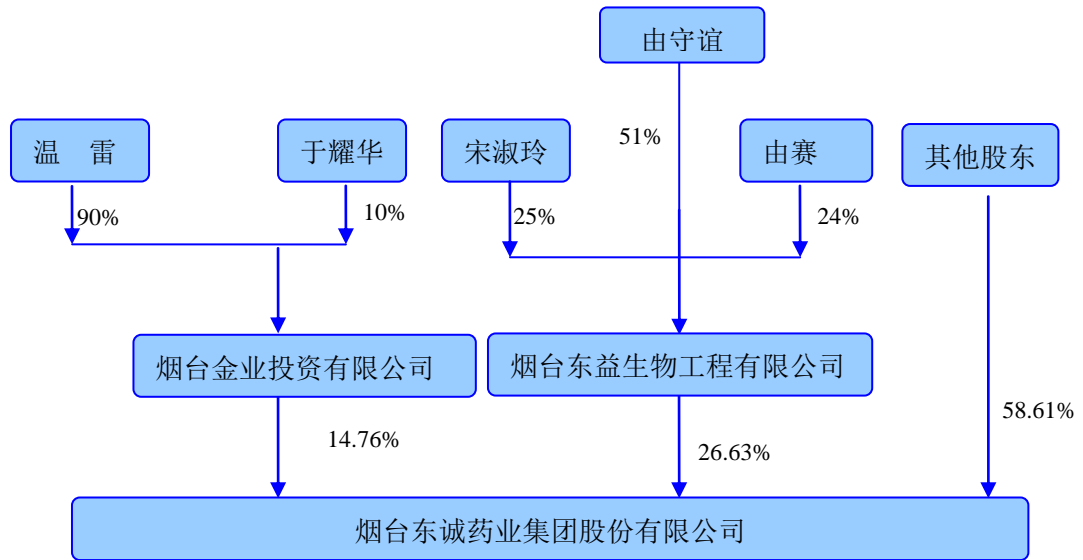 由守谊
温 雷
于耀华
宋淑玲
51%
由赛
其他股东
90%
10%
25%
24%
烟台金业投资有限公司
烟台东益生物工程有限公司
14.76%
26.63%
58.61%
烟台东诚药业集团股份有限公司